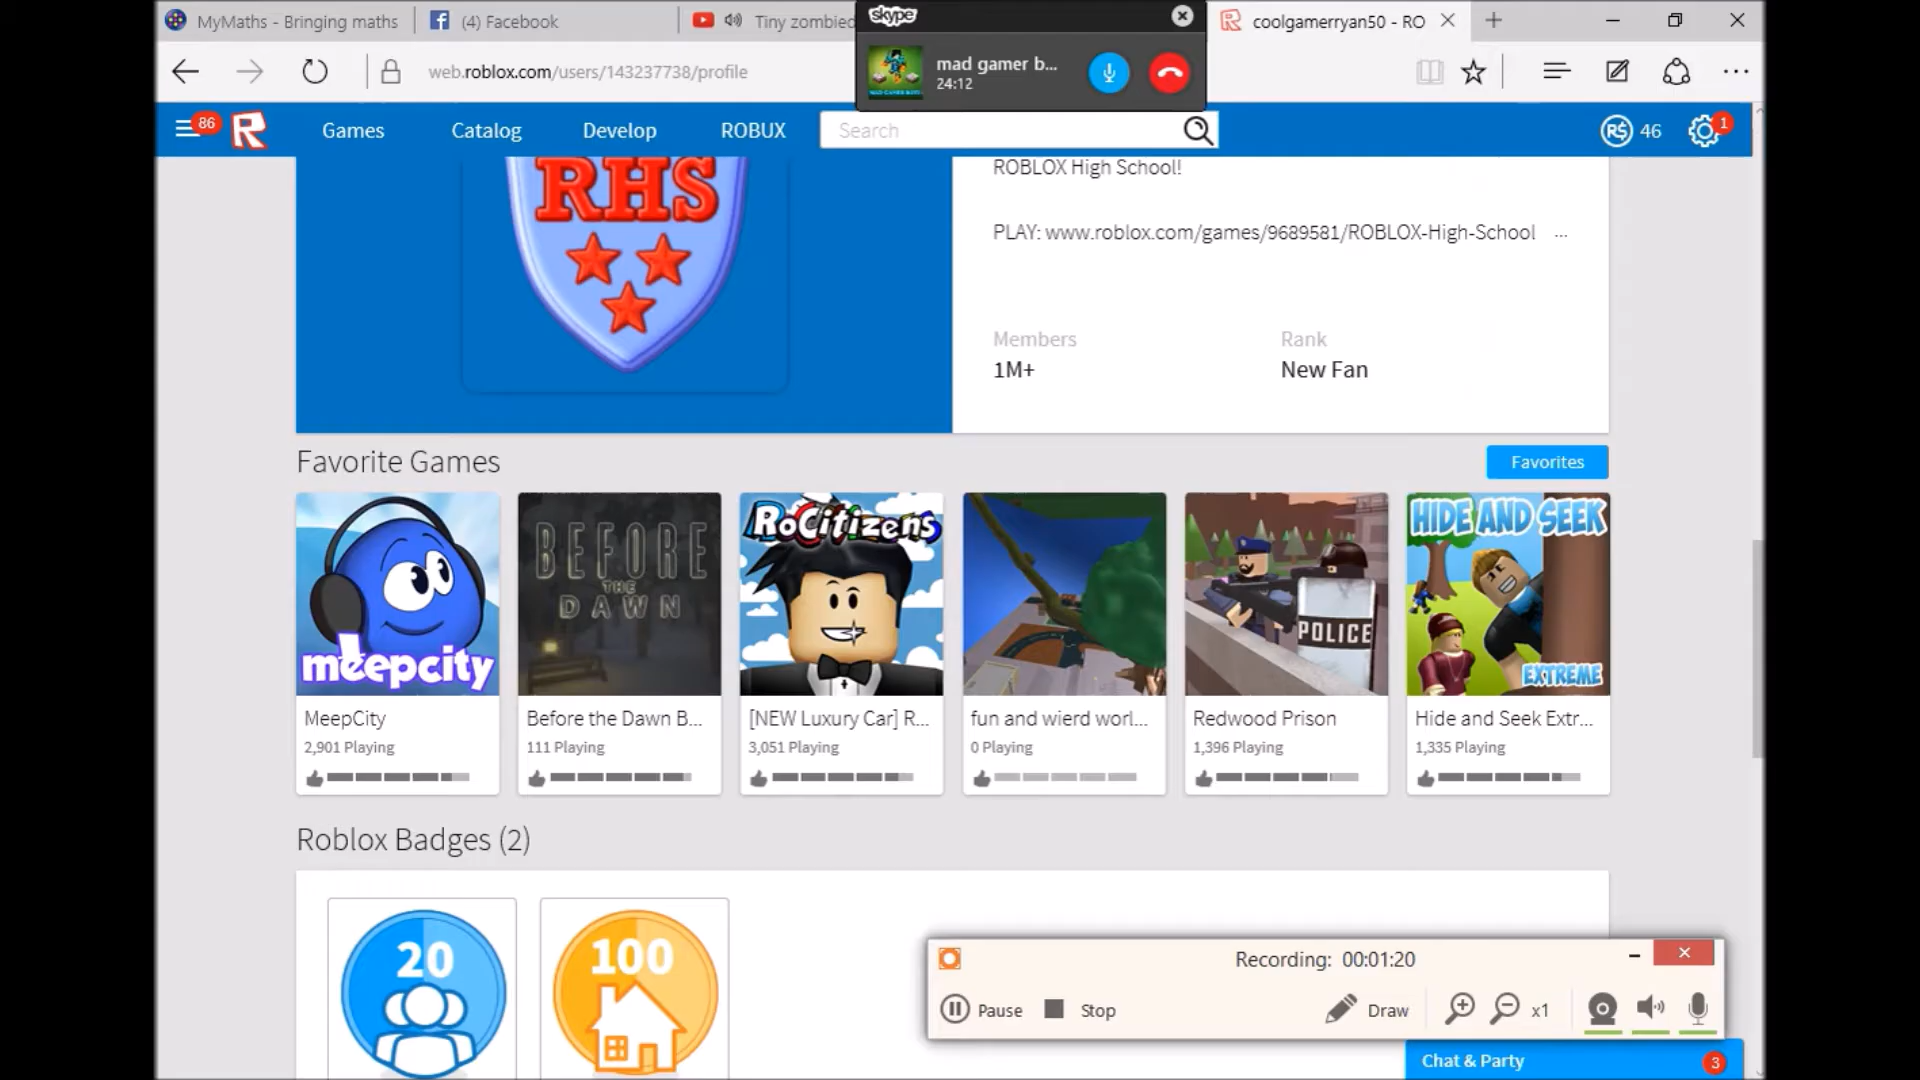 MyMaths - Bringing maths
(4) Facebook
Tiny zombied
skype
coolgamerryan50 - RO
web.roblox.com/users/143237738/profile
mad gamer b...
24:12
86
Games
Catalog
Develop
ROBUX
Search
R$ 46
1
RHS
ROBLOX High School!
PLAY: www.roblox.com/games/9689581/ROBLOX-High-School ...
Members
1M+
Rank
New Fan
Favorite Games
Favorites
meepcity
BEFORE
THE
DAWN
RoCitizens
POLICE
HIDE AND SEEK
EXTREME
MeepCity
2,901 Playing
Before the Dawn B...
111 Playing
[NEW Luxury Car] R...
3,051 Playing
fun and wierd worl...
0 Playing
Redwood Prison
1,396 Playing
Hide and Seek Extr...
1,335 Playing
Roblox Badges (2)
20
100
Recording: 00:01:20
Pause
Stop
Draw
x1
Chat & Party
3